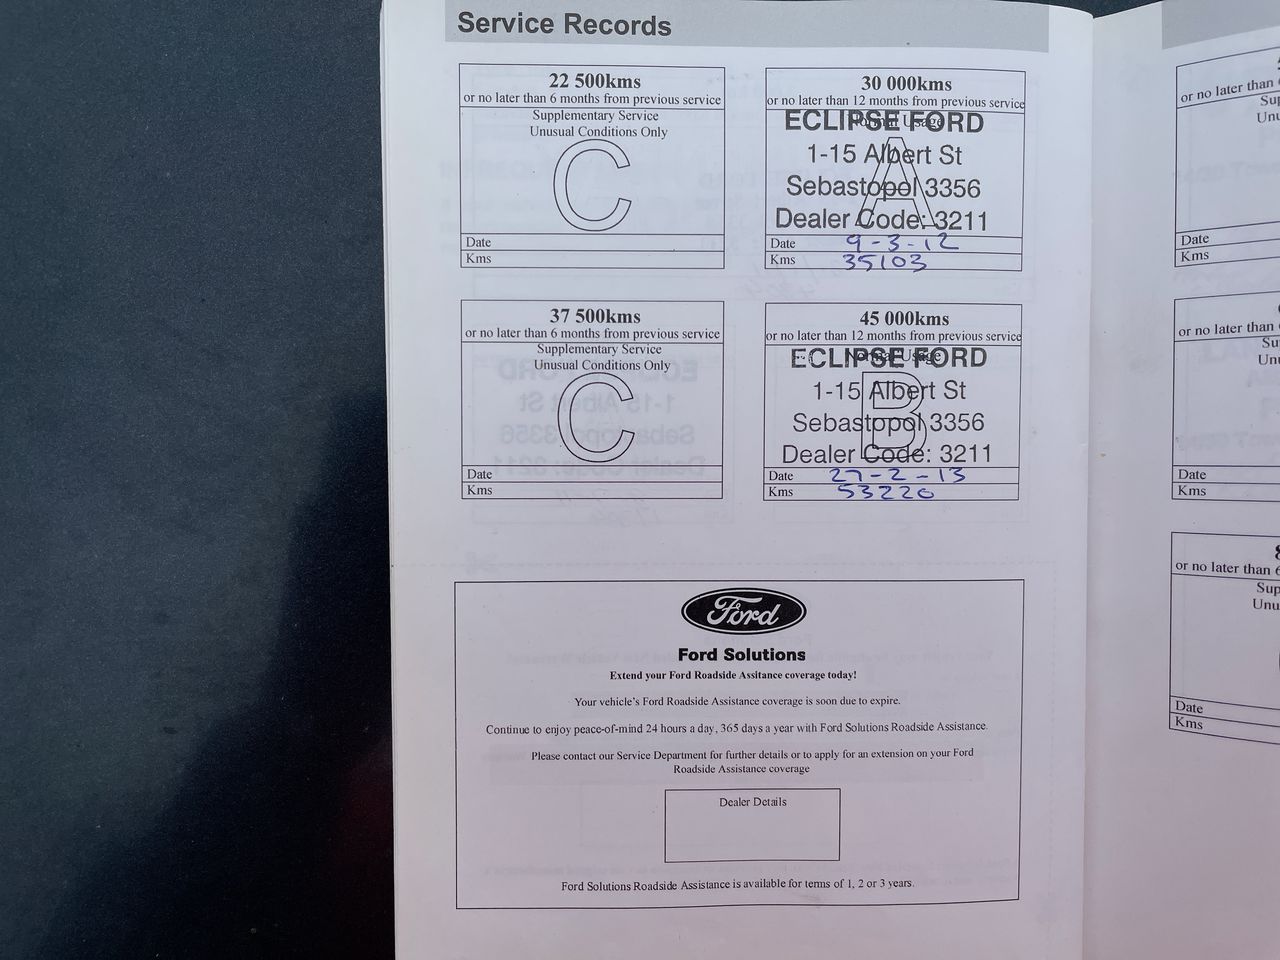 Service Records
22 500kms
or no later than 6 months from previous service
Supplementary Service
Unusual Conditions Only
C
Date
Kms
30 000kms
or no later than 12 months from previous service
Normal Usage
A
ECLIPSE FORD
1-15 Albert St
Sebastopol 3356
Dealer Code: 3211
Date 9-3-12
Kms 35103
37 500kms
or no later than 6 months from previous service
Supplementary Service
Unusual Conditions Only
C
Date
Kms
45 000kms
or no later than 12 months from previous service
Normal Usage
B
ECLIPSE FORD
1-15 Albert St
Sebastopol 3356
Dealer Code: 3211
Date 27-2-13
Kms 53220
Ford
Ford Solutions
Extend your Ford Roadside Assitance coverage today!
Your vehicle's Ford Roadside Assistance coverage is soon due to expire.
Continue to enjoy peace-of-mind 24 hours a day, 365 days a year with Ford Solutions Roadside Assistance.
Please contact our Service Department for further details or to apply for an extension on your Ford
Roadside Assistance coverage
Dealer Details
Ford Solutions Roadside Assistance is available for terms of 1, 2 or 3 years.
or no later than
Date
Kms
or no later than
Date
Kms
or no later than 6
Date
Kms